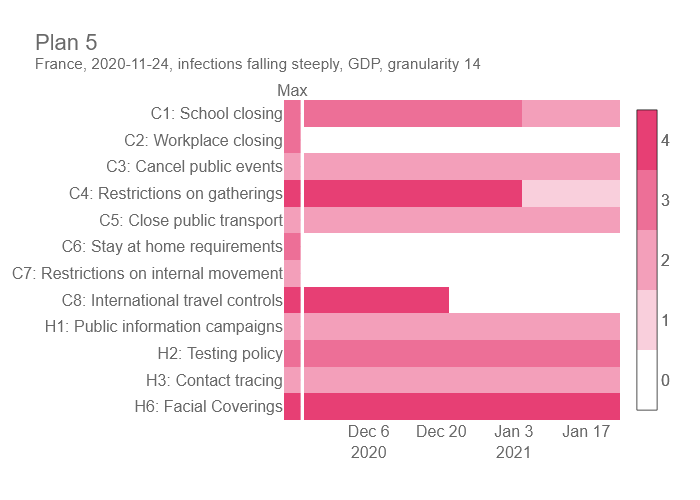 Plan 5
France, 2020-11-24, infections falling steeply, GDP, granularity 14
Max
C1: School closing
C2: Workplace closing
C3: Cancel public events
C4: Restrictions on gatherings
C5: Close public transport
C6: Stay at home requirements
C7: Restrictions on internal movement
C8: International travel controls
H1: Public information campaigns
H2: Testing policy
H3: Contact tracing
H6: Facial Coverings
4
3
2
1
0
Dec 6 Dec 20 Jan 3 Jan 17
2020 2021